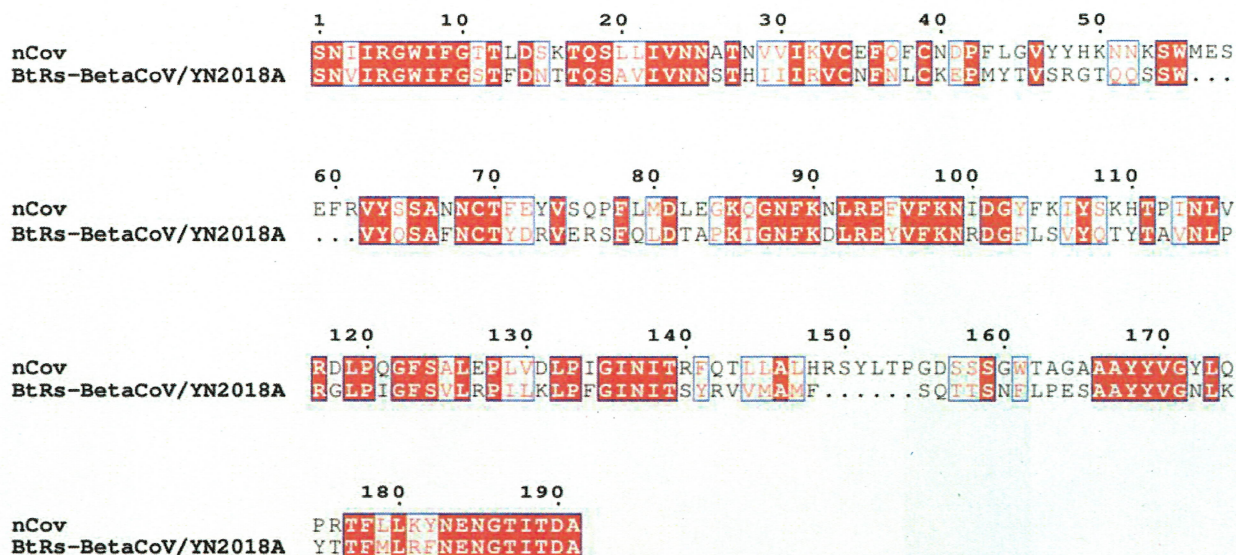 1 10 20 30 40 50
nCov SNIIRGWIFGTTLDSKTQSLLIVNNATNVVIKVCEFQFCNDPFLGVYYHKNNKSWMES
BtRs-BetaCoV/YN2018A SNVIRGWIFGSTFDNTTQSAVIVNNSTHIIIRVCNFNLCKEPMYTVSRGTQQSSW...
60 70 80 90 100 110
nCov EFRVYSSANNCTFEYVSQPFLMDLEGKQGNFKNLREFVFKNIDGYFKIYSKHTPINLV
BtRs-BetaCoV/YN2018A ...VYQSAFNCTYDRVERSFQLDTAPKTGNFKDLREYVFKNRDGFLSVYQTYTAVNLP
120 130 140 150 160 170
nCov RDLPQGFSALEPLVDLPIGINITRFQTLLALHRSYLTPGDSSSGWTAGAAAYYVGYLQ
BtRs-BetaCoV/YN2018A RGLPIGFSVLRPILKLPFGINITSYRVVMAMF......SQTTSNFLPESAAYYVGNLK
180 190
nCov PRTFLLKYNENGTITDA
BtRs-BetaCoV/YN2018A YTTFMLRFNENGTITDA